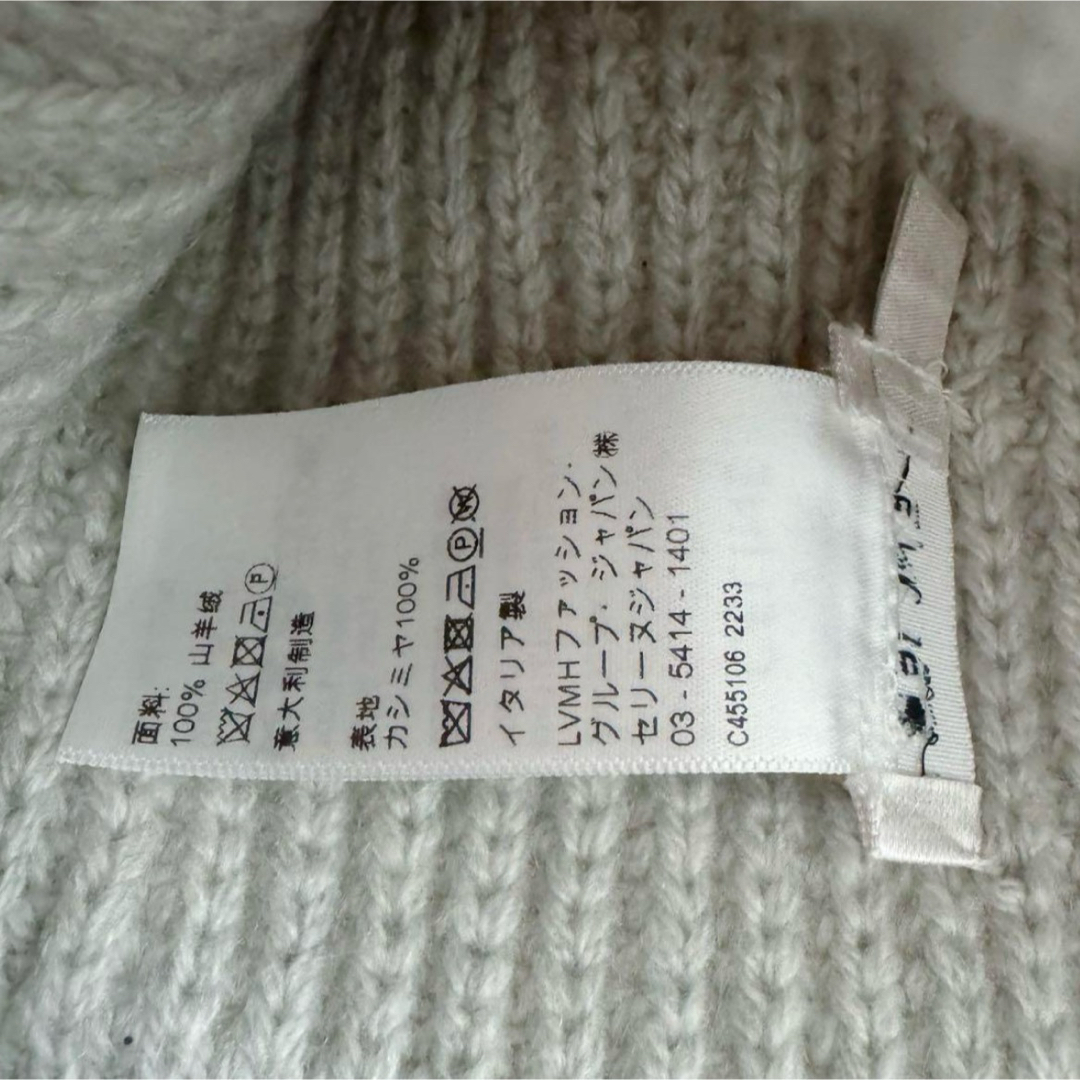 面料:
100% 山羊绒
P
意大利制造
表地
カシミヤ100%
P W
イタリア製
LVMHファッション・
グループ・ジャパン㈱
セリーヌジャパン
03 - 5414 - 1401
C455106 2233